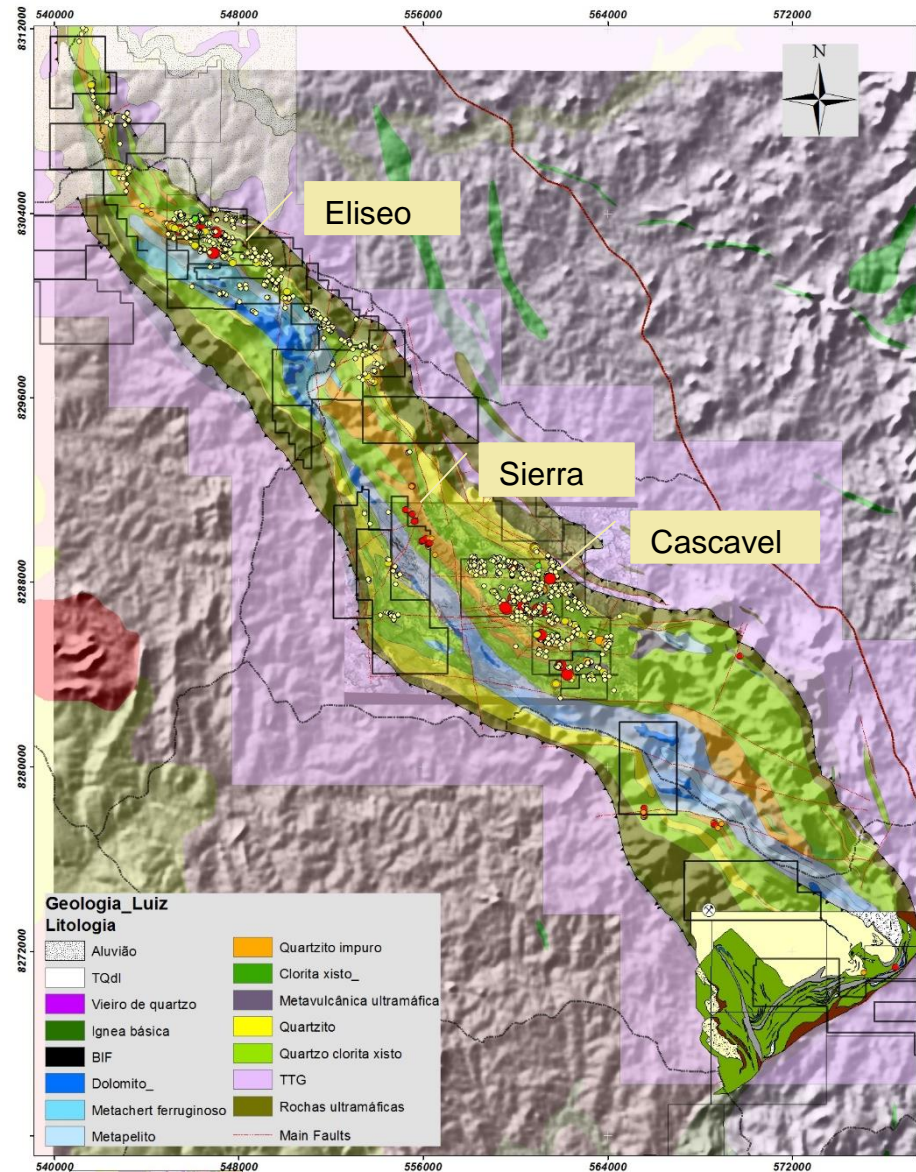 540000 548000 556000 564000 572000
8312000
N
8304000
Eliseo
8296000
Sierra
Cascavel
8288000
8280000
8272000
Geologia_Luiz
Litologia
Aluvião
TQdl
Vieiro de quartzo
Ignea básica
BIF
Dolomito_
Metachert ferruginoso
Metapelito
Quartzito impuro
Clorita xisto_
Metavulcânica ultramáfica
Quartzito
Quartzo clorita xisto
TTG
Rochas ultramáficas
Main Faults
540000 548000 556000 564000 572000